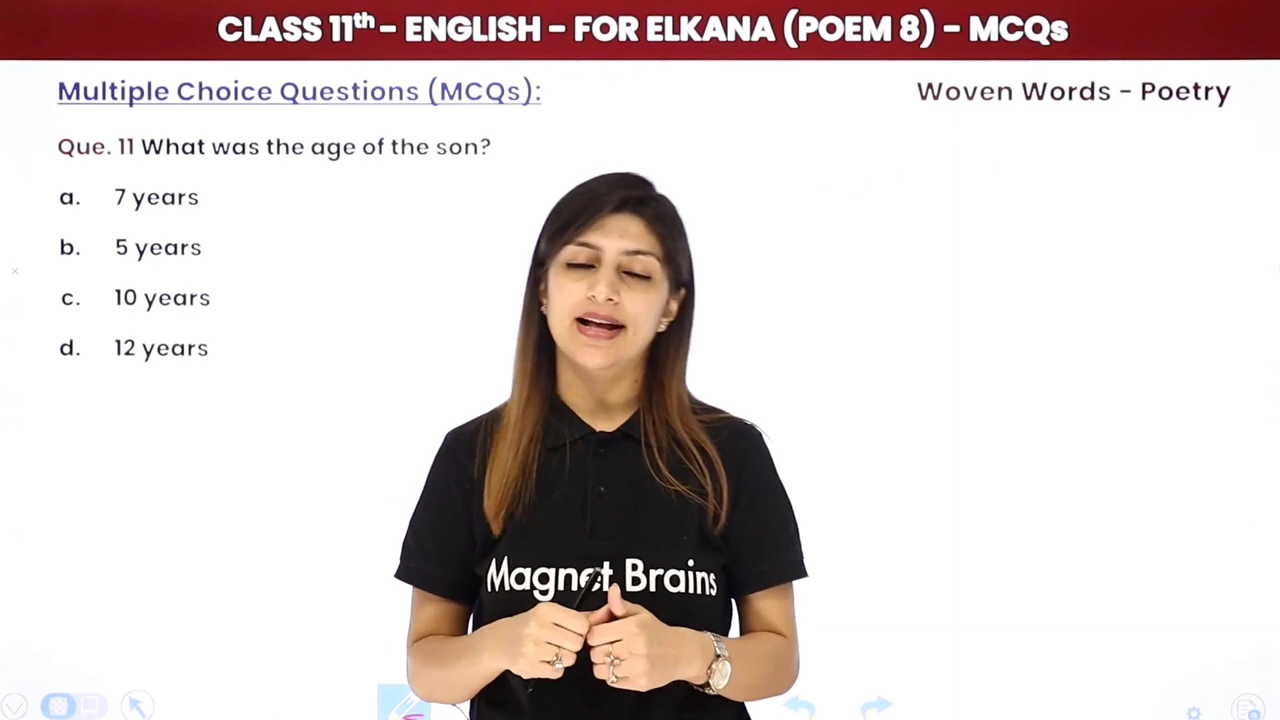 CLASS 11th - ENGLISH - FOR ELKANA (POEM 8) - MCQs
Multiple Choice Questions (MCQs):
Woven Words - Poetry
Que. 11 What was the age of the son?
a. 7 years
b. 5 years
c. 10 years
d. 12 years
Magnet Brains